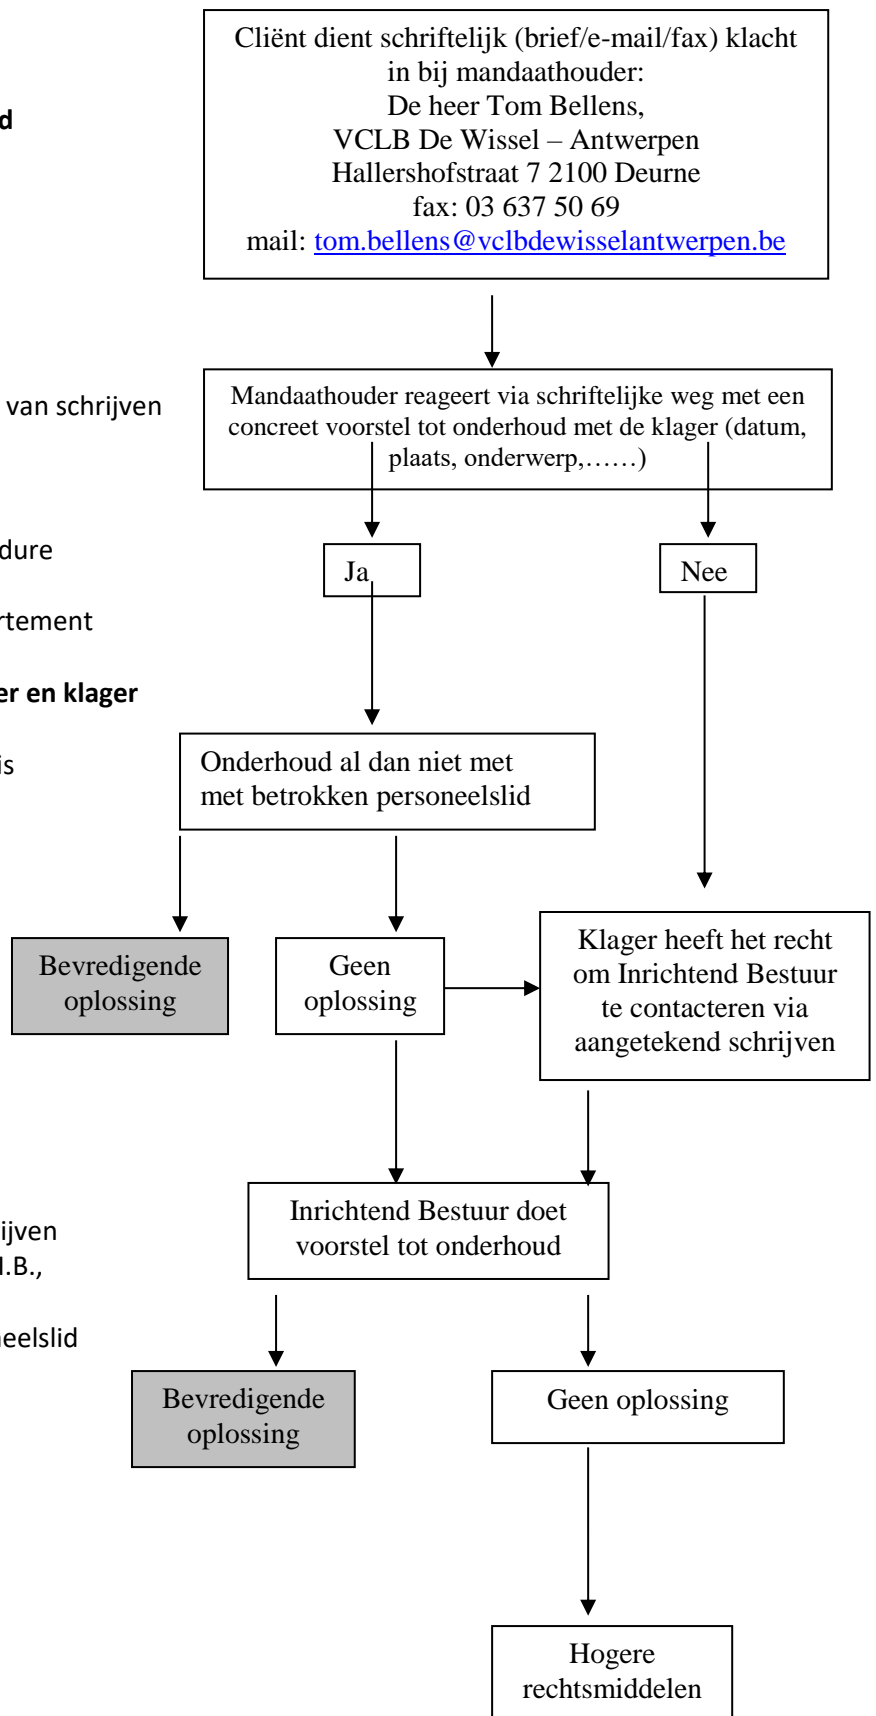 Cliënt dient schriftelijk (brief/e-mail/fax) klacht
in bij mandaathouder:
De heer Tom Bellens,
VCLB De Wissel – Antwerpen
Hallershofstraat 7 2100 Deurne
fax: 03 637 50 69
mail: tom.bellens@vclbdewisselantwerpen.be
d
van schrijven
Mandaathouder reageert via schriftelijke weg met een
concreet voorstel tot onderhoud met de klager (datum,
plaats, onderwerp,……)
dure
Ja
Nee
rtement
er en klager
is
Onderhoud al dan niet met
met betrokken personeelslid
Bevredigende
oplossing
Geen
oplossing
Klager heeft het recht
om Inrichtend Bestuur
te contacteren via
aangetekend schrijven
Inrichtend Bestuur doet
voorstel tot onderhoud
ijven
I.B.,
neelslid
Bevredigende
oplossing
Geen oplossing
Hogere
rechtsmiddelen